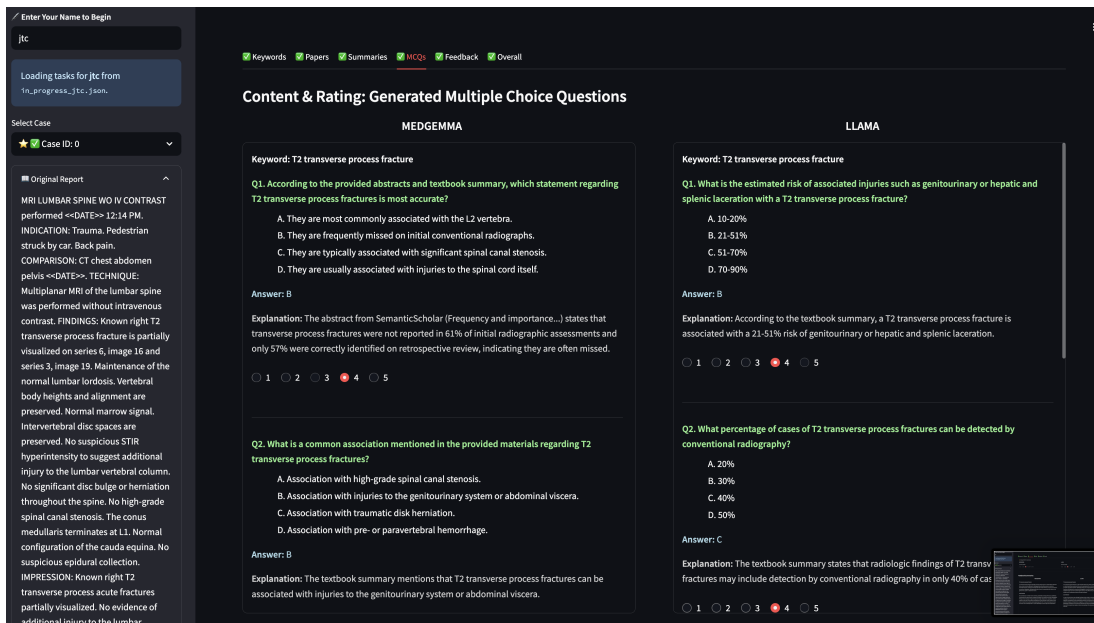 Enter Your Name to Begin
jtc
Loading tasks for jtc from
in_progress_jtc.json.
Select Case
Case ID: 0
Original Report
MRI LUMBAR SPINE WO IV CONTRAST
performed <<DATE>> 12:14 PM.
INDICATION: Trauma. Pedestrian
struck by car. Back pain.
COMPARISON: CT chest abdomen
pelvis <<DATE>>. TECHNIQUE:
Multiplanar MRI of the lumbar spine
was performed without intravenous
contrast. FINDINGS: Known right T2
transverse process fracture is partially
visualized on series 6, image 16 and
series 3, image 19. Maintenance of the
normal lumbar lordosis. Vertebral
body heights and alignment are
preserved. Normal marrow signal.
Intervertebral disc spaces are
preserved. No suspicious STIR
hyperintensity to suggest additional
injury to the lumbar vertebral column.
No significant disc bulge or herniation
throughout the spine. No high-grade
spinal canal stenosis. The conus
medullaris terminates at L1. Normal
configuration of the cauda equina. No
suspicious epidural collection.
IMPRESSION: Known right T2
transverse process acute fractures
partially visualized. No evidence of
additional injury to the lumbar
Keywords Papers Summaries MCQs Feedback Overall
Content & Rating: Generated Multiple Choice Questions
MEDGEMMA
Keyword: T2 transverse process fracture
Q1. According to the provided abstracts and textbook summary, which statement regarding
T2 transverse process fractures is most accurate?
A. They are most commonly associated with the L2 vertebra.
B. They are frequently missed on initial conventional radiographs.
C. They are typically associated with significant spinal canal stenosis.
D. They are usually associated with injuries to the spinal cord itself.
Answer: B
Explanation: The abstract from SemanticScholar (Frequency and importance...) states that
transverse process fractures were not reported in 61% of initial radiographic assessments and
only 57% were correctly identified on retrospective review, indicating they are often missed.
1 2 3 4 5
Q2. What is a common association mentioned in the provided materials regarding T2
transverse process fractures?
A. Association with high-grade spinal canal stenosis.
B. Association with injuries to the genitourinary system or abdominal viscera.
C. Association with traumatic disk herniation.
D. Association with pre- or paravertebral hemorrhage.
Answer: B
Explanation: The textbook summary mentions that T2 transverse process fractures can be
associated with injuries to the genitourinary system or abdominal viscera.
LLAMA
Keyword: T2 transverse process fracture
Q1. What is the estimated risk of associated injuries such as genitourinary or hepatic and
splenic laceration with a T2 transverse process fracture?
A. 10-20%
B. 21-51%
C. 51-70%
D. 70-90%
Answer: B
Explanation: According to the textbook summary, a T2 transverse process fracture is
associated with a 21-51% risk of genitourinary or hepatic and splenic laceration.
1 2 3 4 5
Q2. What percentage of cases of T2 transverse process fractures can be detected by
conventional radiography?
A. 20%
B. 30%
C. 40%
D. 50%
Answer: C
Explanation: The textbook summary states that radiologic findings of T2
fractures may include detection by conventional radiography in only 40% of
1 2 3 4 5